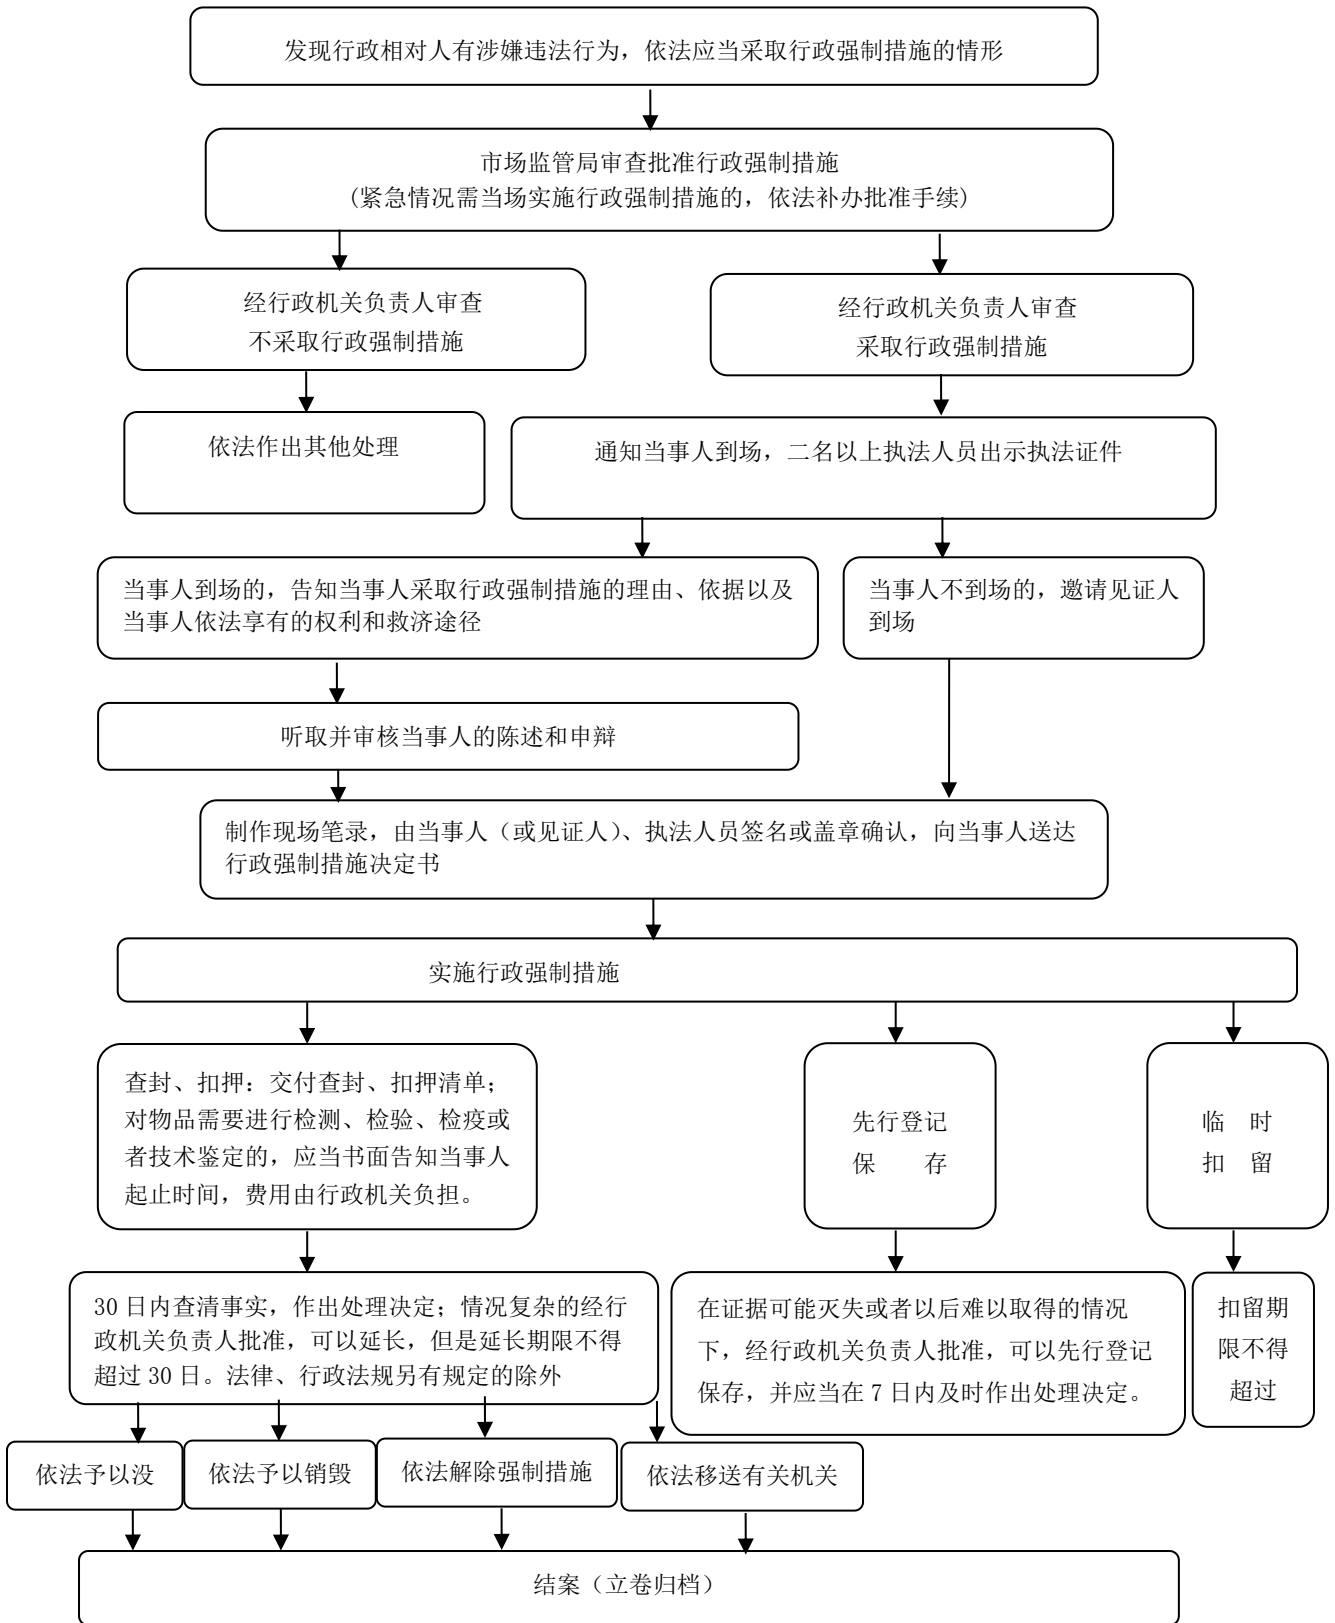 发现行政相对人有涉嫌违法行为，依法应当采取行政强制措施的情形
市场监管局审查批准行政强制措施
(紧急情况需当场实施行政强制措施的，依法补办批准手续)
经行政机关负责人审查
不采取行政强制措施
经行政机关负责人审查
采取行政强制措施
依法作出其他处理
通知当事人到场，二名以上执法人员出示执法证件
当事人到场的，告知当事人采取行政强制措施的理由、依据以及
当事人依法享有的权利和救济途径
当事人不到场的，邀请见证人
到场
听取并审核当事人的陈述和申辩
制作现场笔录，由当事人（或见证人）、执法人员签名或盖章确认，向当事人送达
行政强制措施决定书
实施行政强制措施
查封、扣押：交付查封、扣押清单；
对物品需要进行检测、检验、检疫或
者技术鉴定的，应当书面告知当事人
起止时间，费用由行政机关负担。
先行登记
保 存
临 时
扣 留
30 日内查清事实，作出处理决定；情况复杂的经行
政机关负责人批准，可以延长，但是延长期限不得
超过 30 日。法律、行政法规另有规定的除外
在证据可能灭失或者以后难以取得的情况
下，经行政机关负责人批准，可以先行登记
保存，并应当在 7 日内及时作出处理决定。
扣留期
限不得
超过
依法予以没
依法予以销毁
依法解除强制措施
依法移送有关机关
结案（立卷归档）